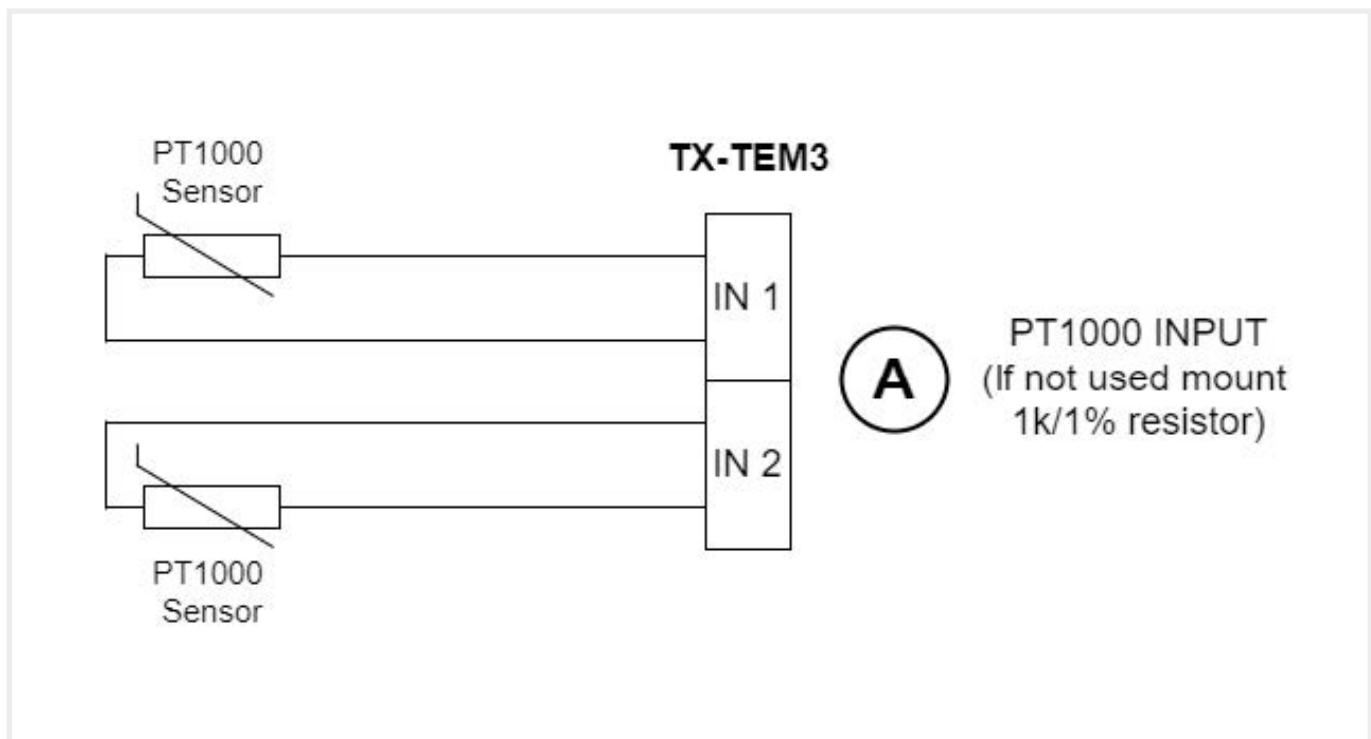 PT1000
Sensor
TX-TEM3
IN 1
IN 2
A
PT1000 INPUT
(If not used mount
1k/1% resistor)
PT1000
Sensor